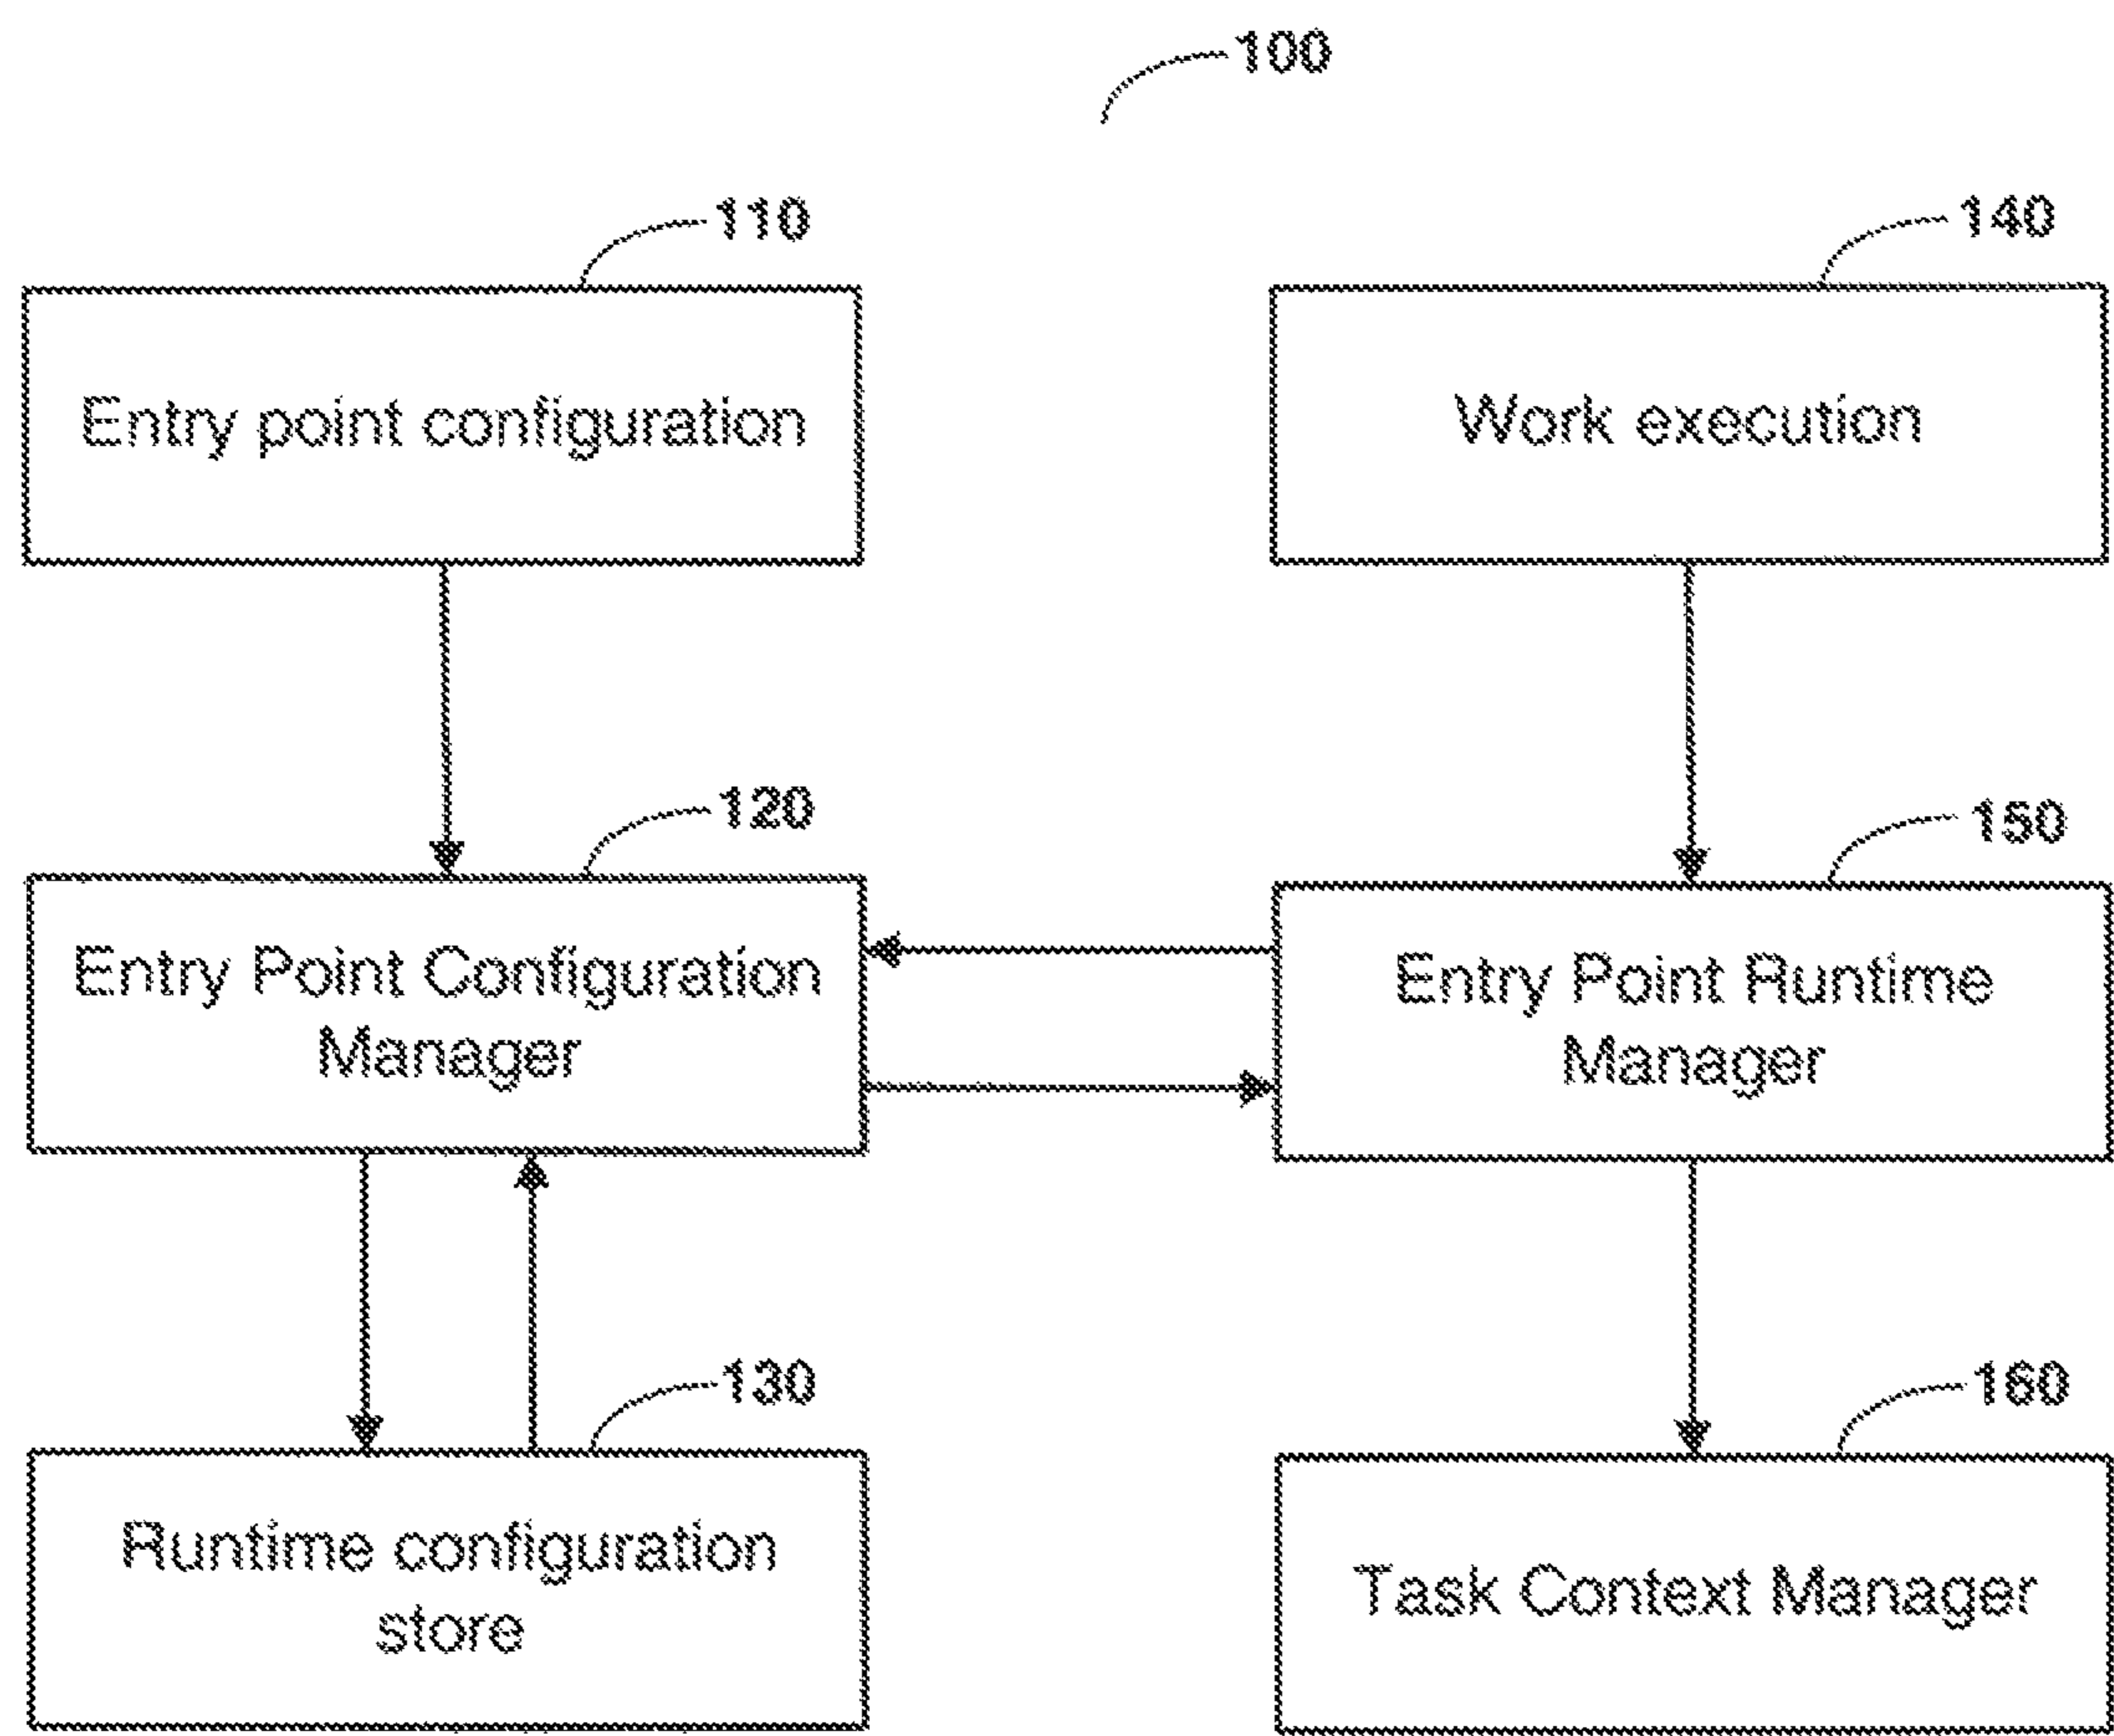 100
110
140
Entry point configuration
Work execution
120
150
Entry Point Configuration
Manager
Entry Point Runtime
Manager
130
160
Runtime configuration
store
Task Context Manager